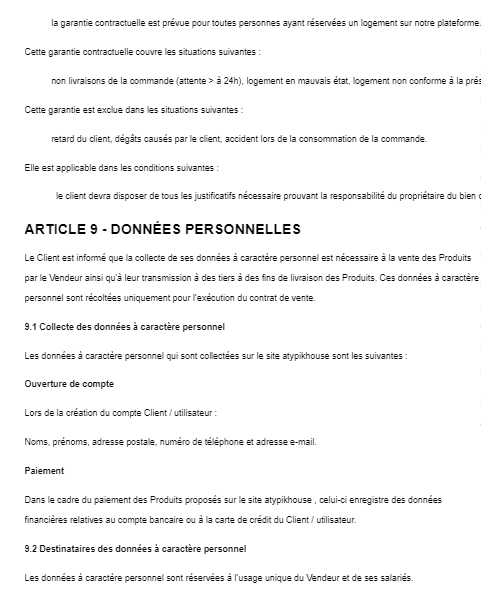 la garantie contractuelle est prévue pour toutes personnes ayant réservées un logement sur notre plateforme.
Cette garantie contractuelle couvre les situations suivantes :
non livraisons de la commande (attente > à 24h), logement en mauvais état, logement non conforme à la
Cette garantie est exclue dans les situations suivantes :
retard du client, dégâts causés par le client, accident lors de la consommation de la commande.
Elle est applicable dans les conditions suivantes :
le client devra disposer de tous les justificatifs nécessaire prouvant la responsabilité du propriétaire du bien
ARTICLE 9 - DONNÉES PERSONNELLES
Le Client est informé que la collecte de ses données à caractère personnel est nécessaire à la vente des Produits
par le Vendeur ainsi qu'à leur transmission à des tiers à des fins de livraison des Produits. Ces données à caractère
personnel sont récoltées uniquement pour l'exécution du contrat de vente.
9.1 Collecte des données à caractère personnel
Les données à caractère personnel qui sont collectées sur le site atypikhouse sont les suivantes :
Ouverture de compte
Lors de la création du compte Client / utilisateur :
Noms, prénoms, adresse postale, numéro de téléphone et adresse e-mail.
Paiement
Dans le cadre du paiement des Produits proposés sur le site atypikhouse , celui-ci enregistre des données
financières relatives au compte bancaire ou à la carte de crédit du Client / utilisateur.
9.2 Destinataires des données à caractère personnel
Les données à caractère personnel sont réservées à l'usage unique du Vendeur et de ses salariés.